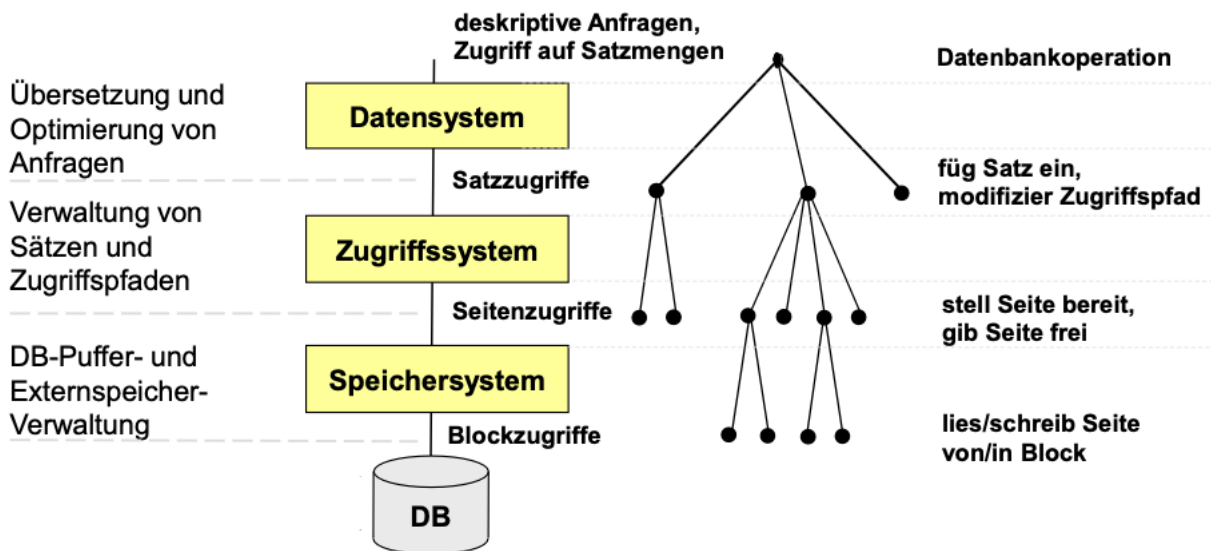 deskriptive Anfragen,
Zugriff auf Satzmengen
Datenbankoperation
Übersetzung und
Optimierung von
Anfragen
Datensystem
Satzzugriffe
füg Satz ein,
modifizier Zugriffspfad
Verwaltung von
Sätzen und
Zugriffspfaden
Zugriffssystem
Seitenzugriffe
stell Seite bereit,
gib Seite frei
DB-Puffer- und
Externspeicher-
Verwaltung
Speichersystem
Blockzugriffe
lies/schreib Seite
von/in Block
DB